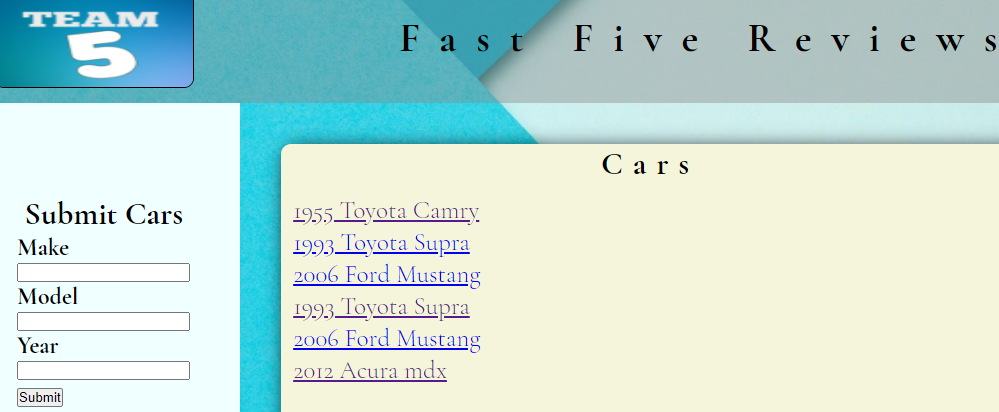 TEAM
5
Fast Five Reviews
Submit Cars
Make
Model
Year
Submit
Cars
1955 Toyota Camry
1993 Toyota Supra
2006 Ford Mustang
1993 Toyota Supra
2006 Ford Mustang
2012 Acura mdx